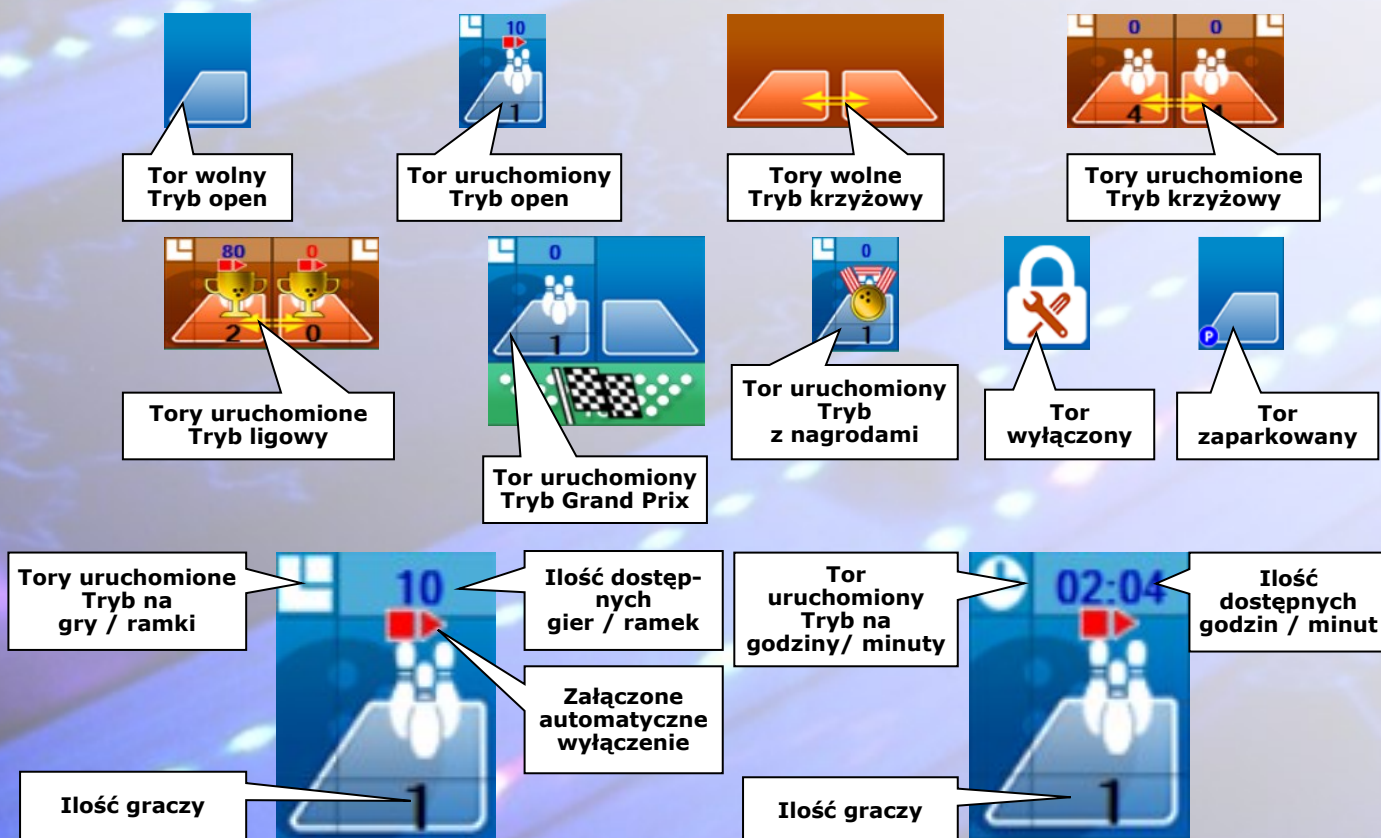 10
1
0 0
4 4
Tor wolny
Tryb open
Tor uruchomiony
Tryb open
Tory wolne
Tryb krzyżowy
Tory uruchomione
Tryb krzyżowy
80 0
2 0
0
1
0
1
P
Tory uruchomione
Tryb ligowy
Tor uruchomiony
Tryb Grand Prix
Tor uruchomiony
Tryb
z nagrodami
Tor
wyłączony
Tor
zaparkowany
Tory uruchomione
Tryb na
gry / ramki
10
Ilość dostęp-
nych
gier / ramek
Załączone
automatyczne
wyłączenie
1
Ilość graczy
Tor
uruchomiony
Tryb na
godziny/ minuty
02:04
Ilość
dostępnych
godzin / minut
1
Ilość graczy